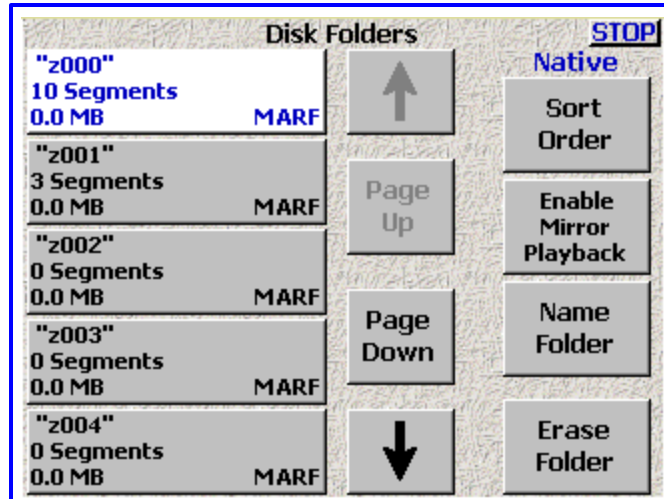 Disk Folders
STOP
Native
"z000"
10 Segments
0.0 MB MARF
"z001"
3 Segments
0.0 MB MARF
"z002"
0 Segments
0.0 MB MARF
"z003"
0 Segments
0.0 MB MARF
"z004"
0 Segments
0.0 MB MARF
Page
Up
Page
Down
Sort
Order
Enable
Mirror
Playback
Name
Folder
Erase
Folder